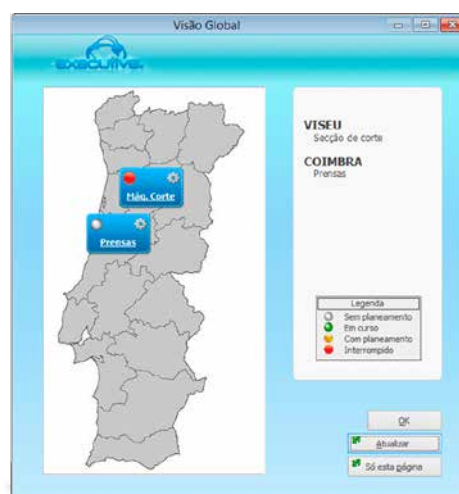 Visão Global
EXECUTIVE
Máq. Corte
Prensas
VISEU
Secção de corte
COIMBRA
Prensas
Legenda
Sem planeamento
Em curso
Com planeamento
Interrompido
OK
Atualizar
Só esta página